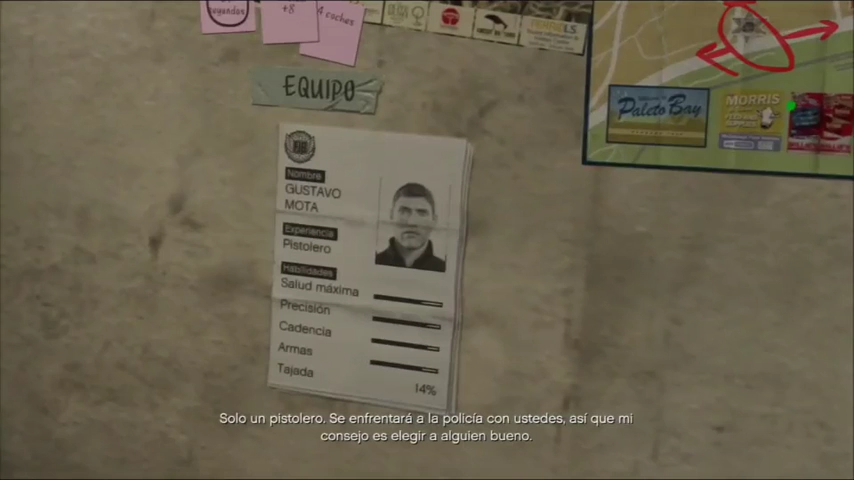 +8
4 coches
EQUIPO
Paleto Bay
MORRIS
Nombre
GUSTAVO
MOTA
Experiencia
Pistolero
Habilidades
Salud máxima
Precisión
Cadencia
Armas
Tajada
14%
Solo un pistolero. Se enfrentará a la policía con ustedes, así que mi
consejo es elegir a alguien bueno.